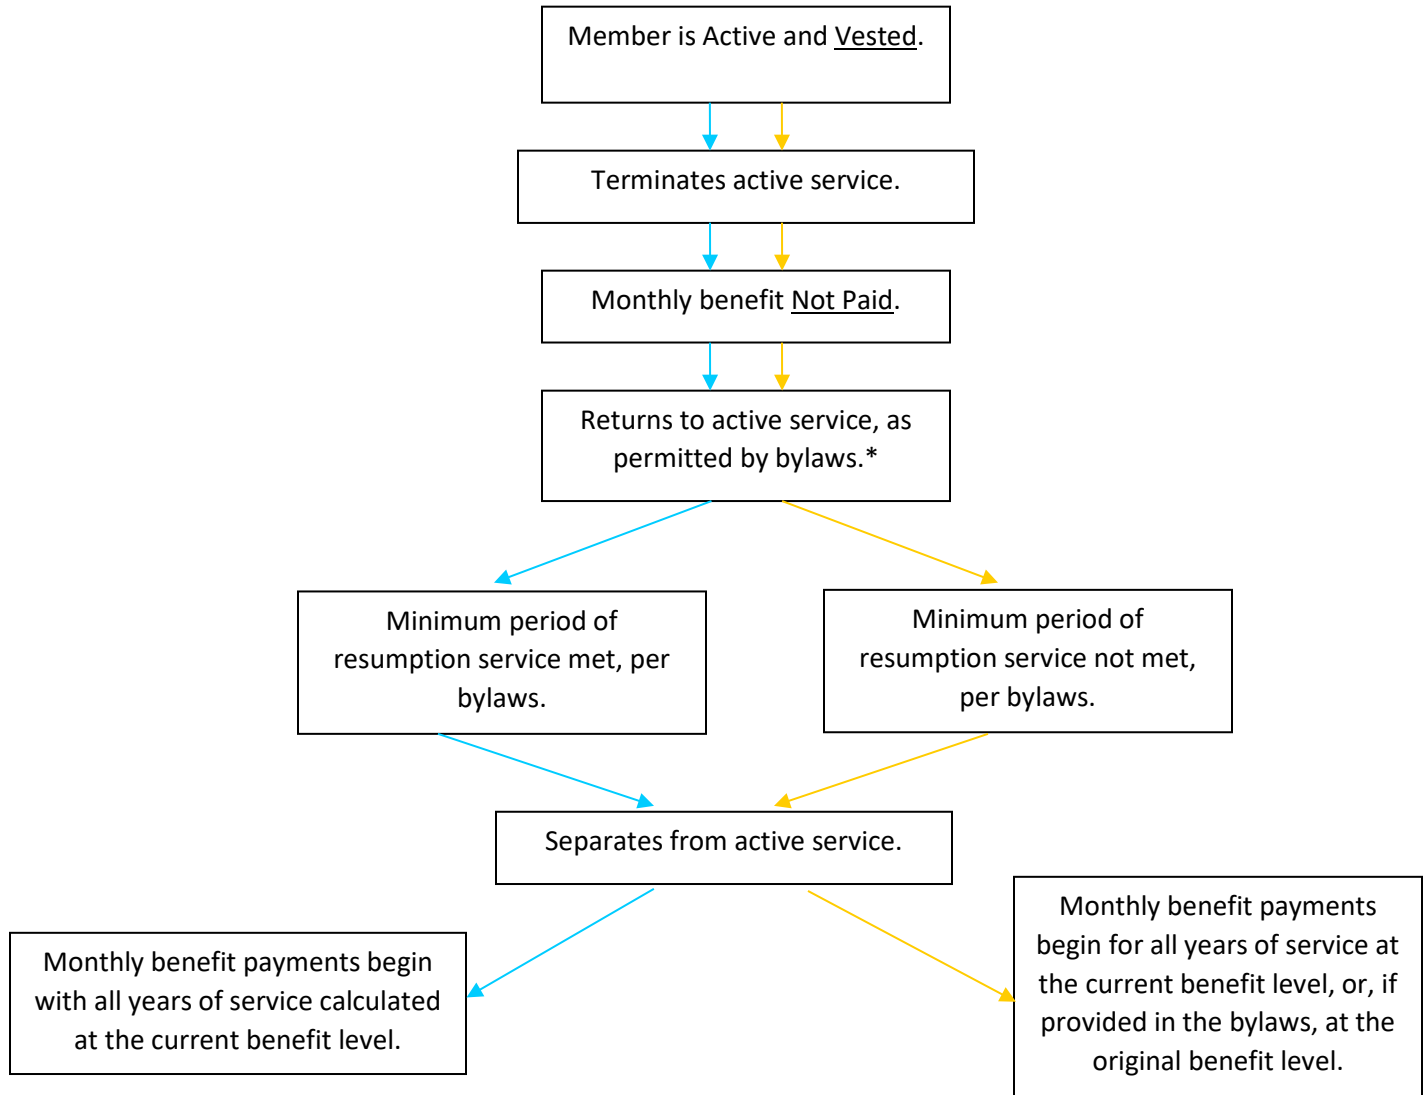 Member is Active and Vested.
Terminates active service.
Monthly benefit Not Paid.
Returns to active service, as
permitted by bylaws.*
Minimum period of
resumption service met, per
bylaws.
Minimum period of
resumption service not met,
per bylaws.
Separates from active service.
Monthly benefit payments begin
with all years of service calculated
at the current benefit level.
Monthly benefit payments
begin for all years of service at
the current benefit level, or, if
provided in the bylaws, at the
original benefit level.